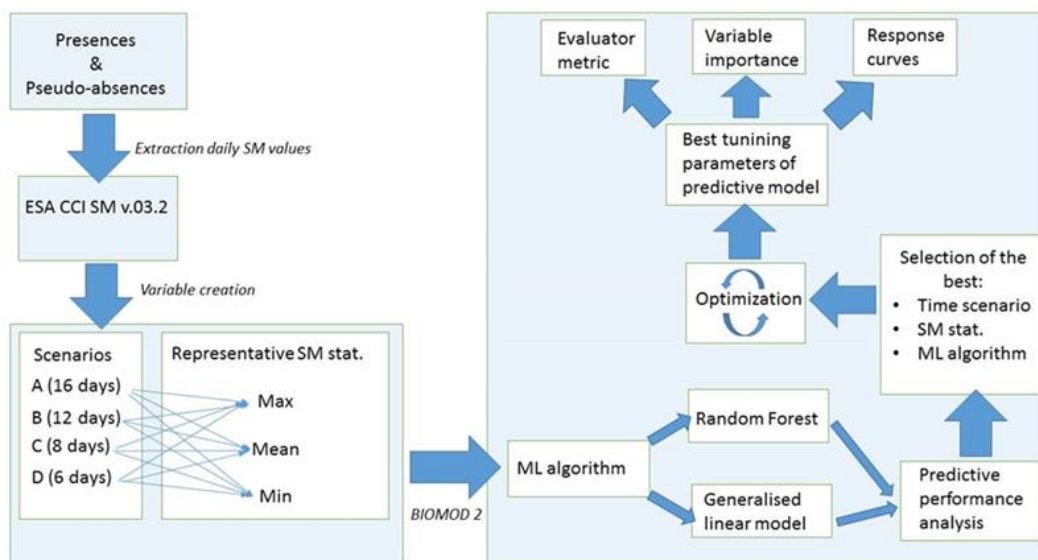 Presences
&
Pseudo-absences
Extraction daily SM values
ESA CCI SM v.03.2
Variable creation
Scenarios
A (16 days)
B (12 days)
C (8 days)
D (6 days)
Representative SM stat.
Max
Mean
Min
BIOMOD 2
ML algorithm
Random Forest
Generalised
linear model
Predictive
performance
analysis
Selection of the
best:
• Time scenario
• SM stat.
• ML algorithm
Optimization
Best tunining
parameters of
predictive model
Evaluator
metric
Variable
importance
Response
curves